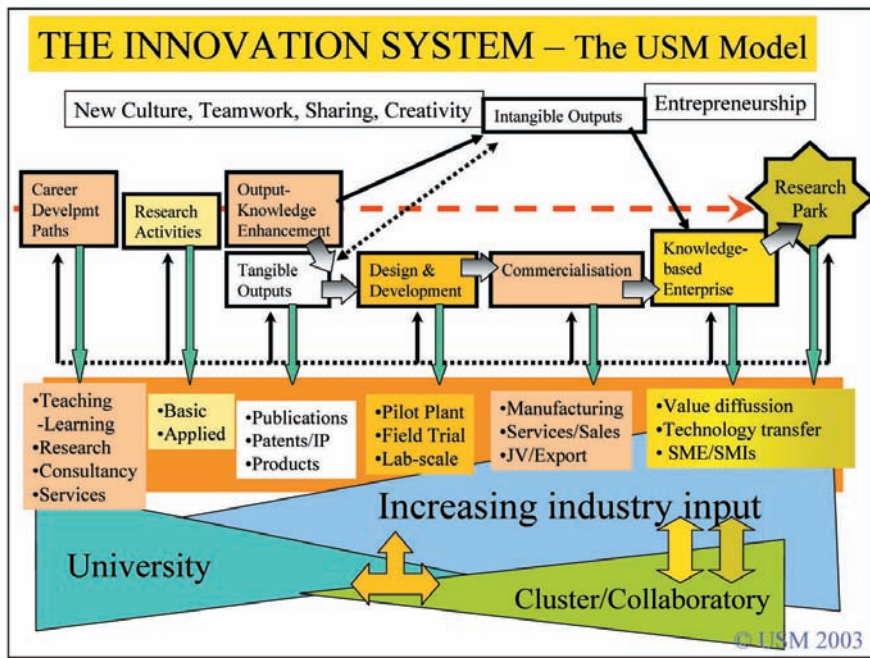 THE INNOVATION SYSTEM – The USM Model
New Culture, Teamwork, Sharing, Creativity
Intangible Outputs
Entrepreneurship
Career
Develpmt
Paths
Research
Activities
Output-
Knowledge
Enhancement
Research
Park
Tangible
Outputs
Design &
Development
Commercialisation
Knowledge-
based
Enterprise
•Teaching
-Learning
•Research
•Consultancy
•Services
•Basic
•Applied
•Publications
•Patents/IP
•Products
•Pilot Plant
•Field Trial
•Lab-scale
•Manufacturing
•Services/Sales
•JV/Export
•Value diffussion
•Technology transfer
• SME/SMIs
Increasing industry input
University
Cluster/Collaboratory
© USM 2003